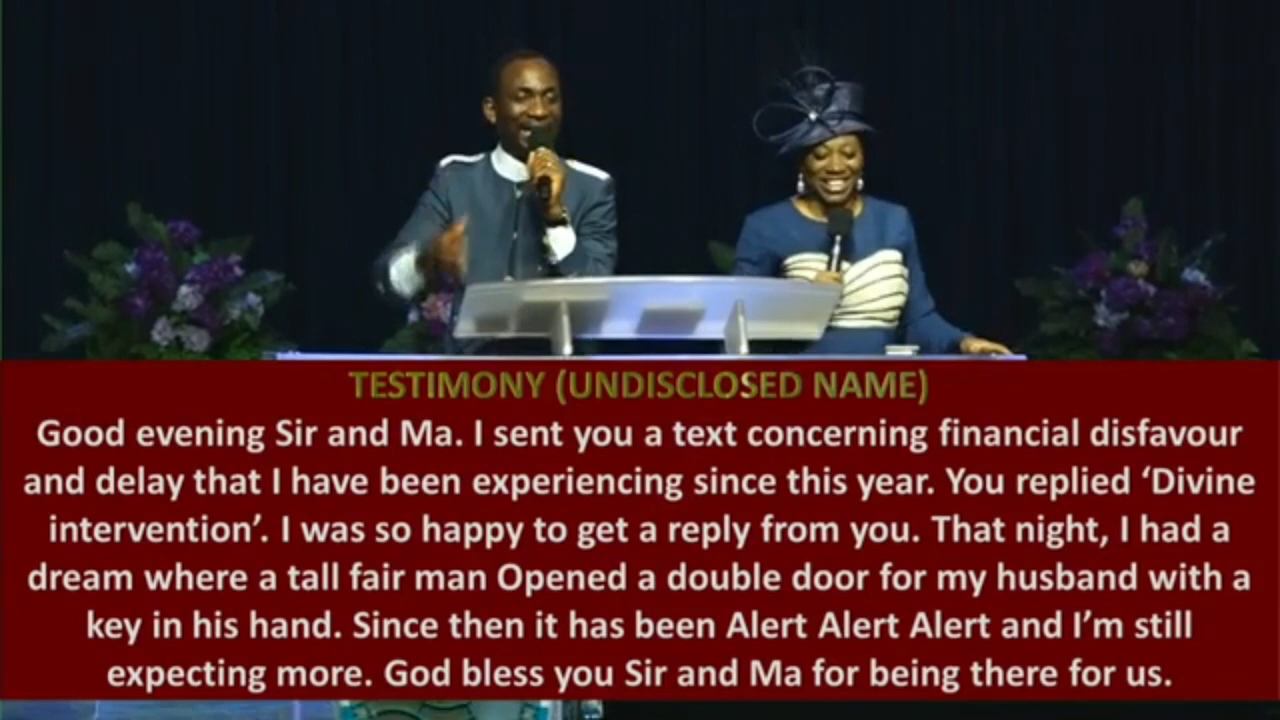 TESTIMONY (UNDISCLOSED NAME)
Good evening Sir and Ma. I sent you a text concerning financial disfavour
and delay that I have been experiencing since this year. You replied ‘Divine
intervention’. I was so happy to get a reply from you. That night, I had a
dream where a tall fair man Opened a double door for my husband with a
key in his hand. Since then it has been Alert Alert Alert and I’m still
expecting more. God bless you Sir and Ma for being there for us.